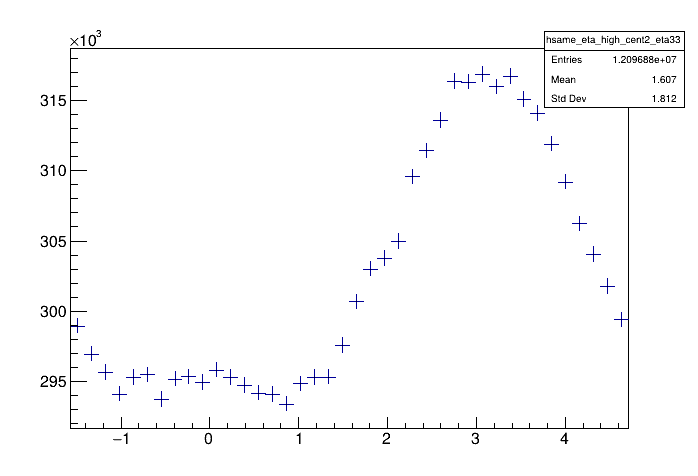 ×10³
hsame_eta_high_cent2_eta33
Entries 1.209688e+07
Mean 1.607
Std Dev 1.812
315
310
305
300
295
−1 0 1 2 3 4